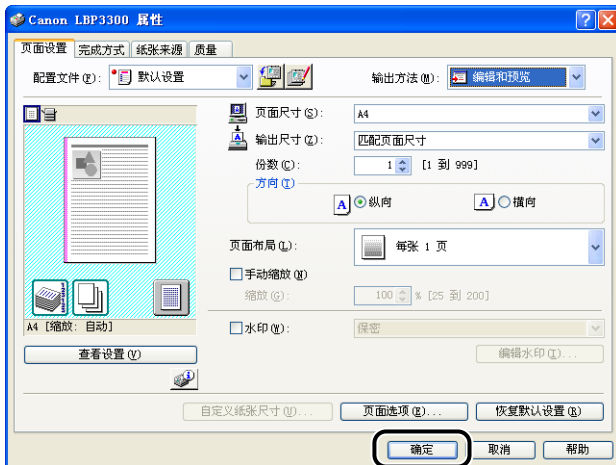 Canon LBP3300 属性
页面设置 完成方式 纸张来源 质量
配置文件(F): 默认设置 输出方法(M): 编辑和预览
页面尺寸(S): A4
输出尺寸(Z): 匹配页面尺寸
份数(C): 1 [1 到 999]
方向(T)
A 纵向 A 横向
页面布局(L): 每张 1 页
手动缩放(N)
缩放(G): 100 % [25 到 200]
A4 [缩放: 自动]
水印(W): 保密
查看设置(V) 编辑水印(I)...
自定义纸张尺寸(U)... 页面选项(E)... 恢复默认设置(R)
确定 取消 帮助